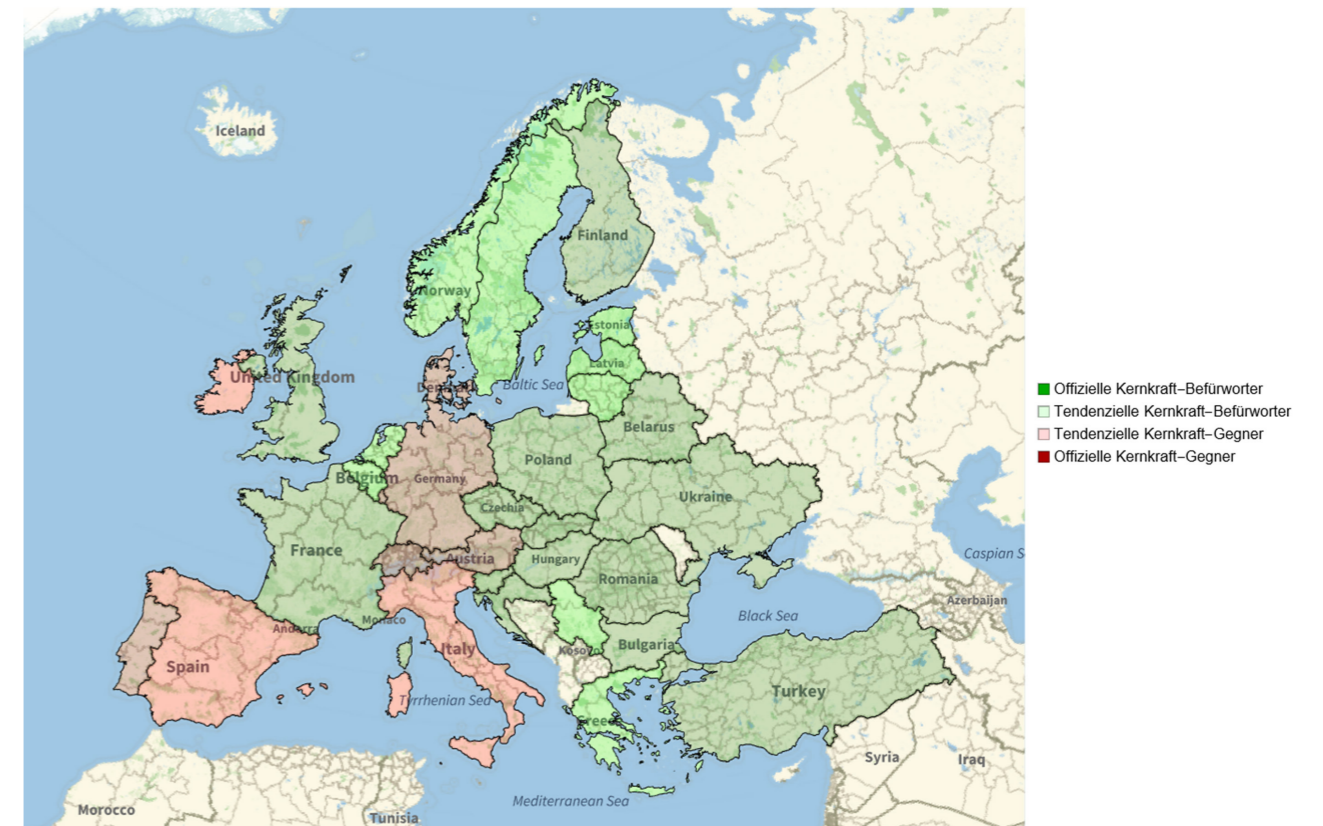 Iceland
Finland
Norway
Estonia
Latvia
United Kingdom
Denmark
Baltic Sea
Offizielle Kernkraft–Befürworter
Tendenzielle Kernkraft–Befürworter
Tendenzielle Kernkraft–Gegner
Offizielle Kernkraft–Gegner
Belarus
Poland
Belgium
Germany
Ukraine
Czechia
France
Austria
Hungary
Caspian S
Romania
Azerbaijan
Black Sea
Monaco
Andorra
Italy
Kosovo
Bulgaria
Spain
Turkey
Tyrrhenian Sea
Greece
Syria
Iraq
Mediterranean Sea
Morocco
Tunisia